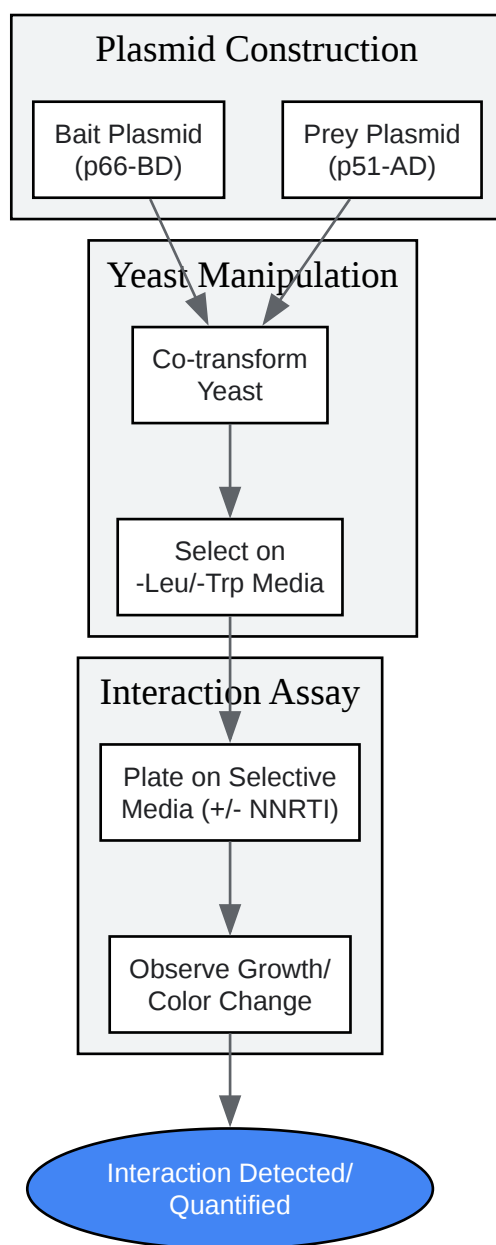 Plasmid Construction
Bait Plasmid
(p66-BD)
Prey Plasmid
(p51-AD)
Yeast Manipulation
Co-transform
Yeast
Select on
-Leu/-Trp Media
Interaction Assay
Plate on Selective
Media (+/- NNRTI)
Observe Growth/
Color Change
Interaction Detected/
Quantified